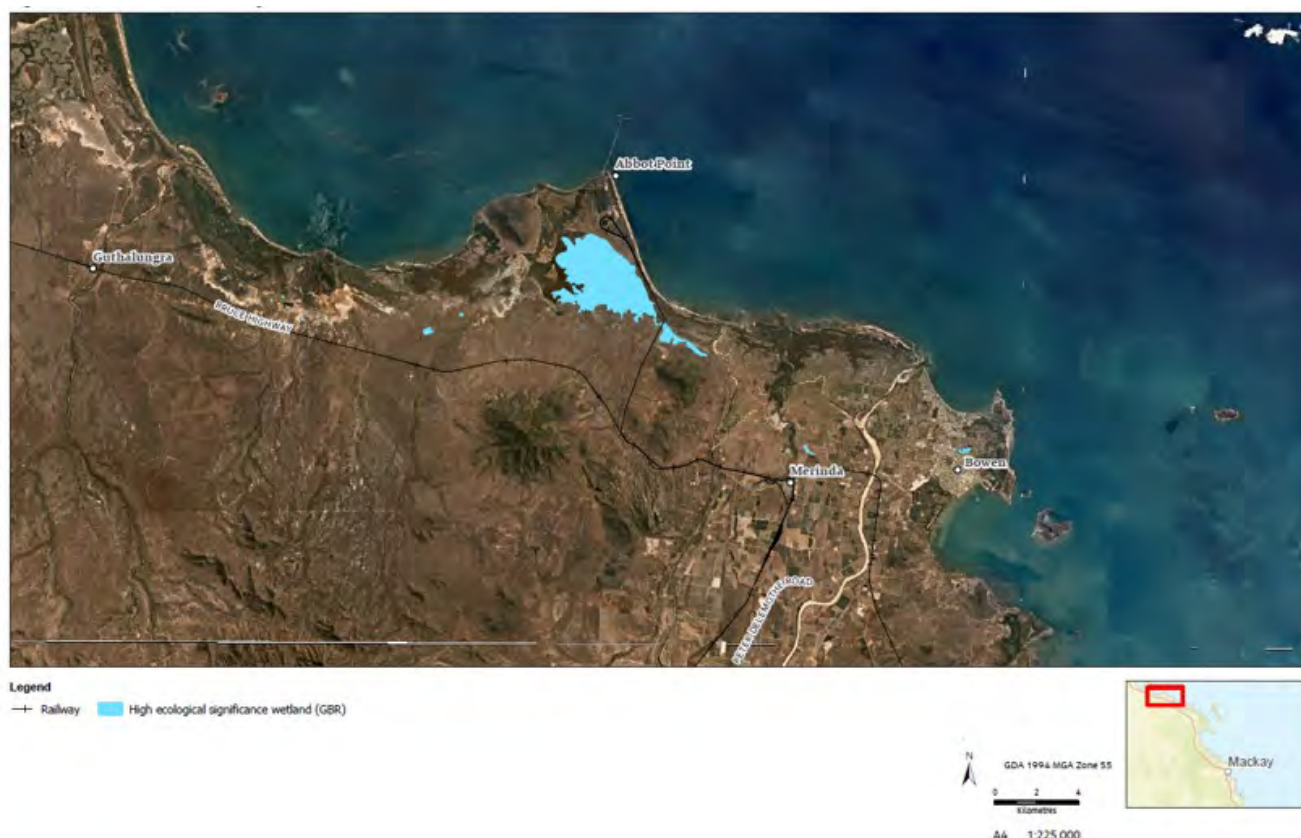 Abbot Point
Guthalungra
BRUCE HIGHWAY
Merinda
Bowen
PETER DELEMOTHE ROAD
Legend
Railway
High ecological significance wetland (GBR)
N
GDA 1994 MGA Zone 55
0 2 4
Kilometres
A4 1:225,000
Mackay